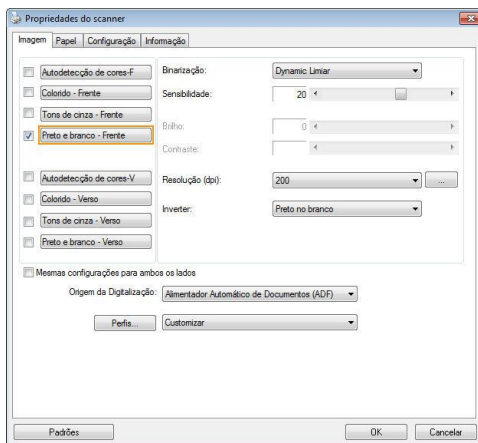 Propriedades do scanner
Imagem Papel Configuração Informação
Autodetecção de cores-F
Colorido - Frente
Tons de cinza - Frente
Preto e branco - Frente
Autodetecção de cores-V
Colorido - Verso
Tons de cinza - Verso
Preto e branco - Verso
Binarização: Dynamic Limiar
Sensibilidade: 20
Brilho: 0
Contraste:
Resolução (dpi): 200 ...
Inverter: Preto no branco
Mesmas configurações para ambos os lados
Origem da Digitalização: Alimentador Automático de Documentos (ADF)
Perfis... Customizar
Padrões OK Cancelar